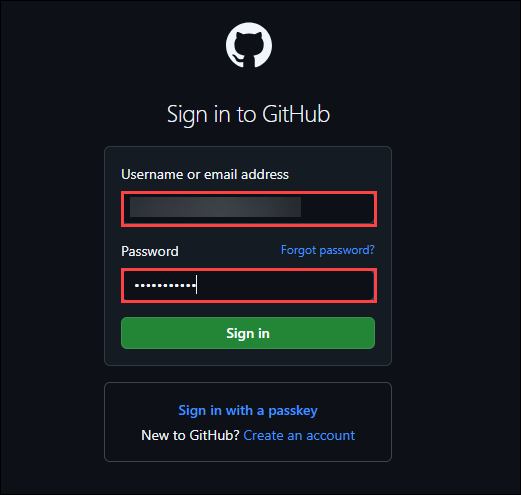 Sign in to GitHub
Username or email address
Password Forgot password?
•••••••••••
Sign in
Sign in with a passkey
New to GitHub? Create an account